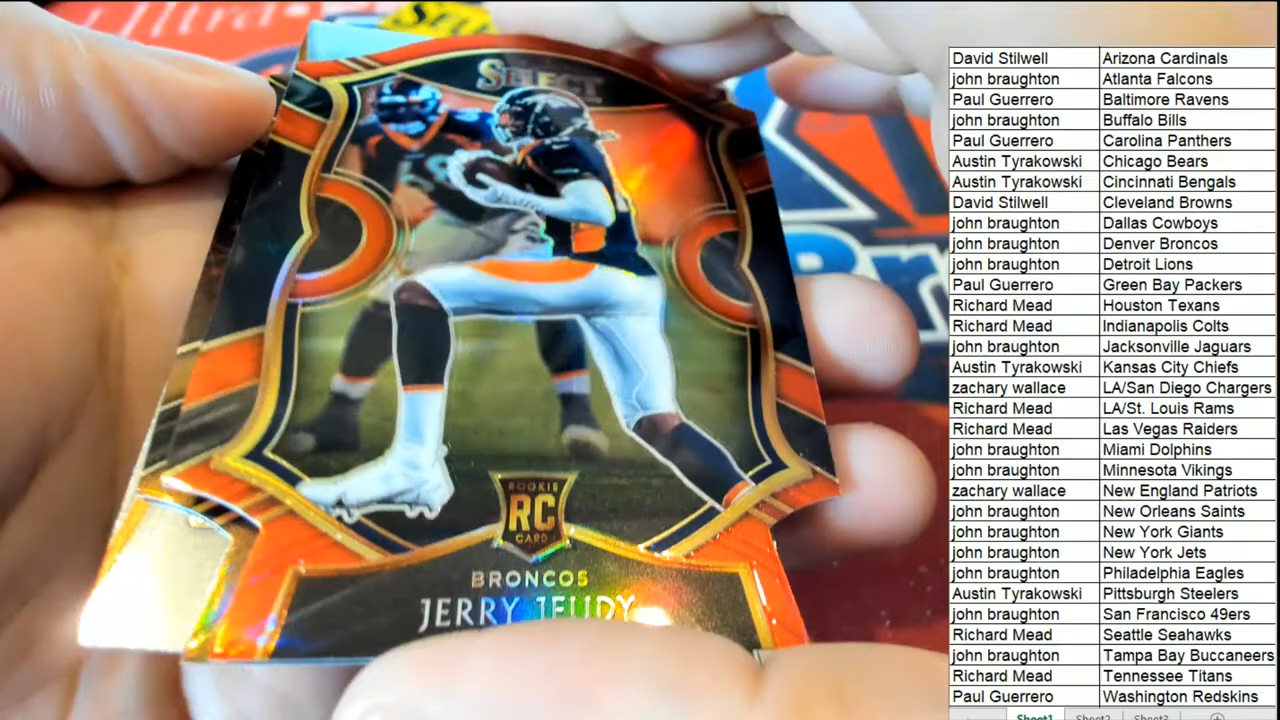 SELECT
ROOKIE
RC
CARD
BRONCOS
JERRY JEUDY
David Stilwell Arizona Cardinals
john braughton Atlanta Falcons
Paul Guerrero Baltimore Ravens
john braughton Buffalo Bills
Paul Guerrero Carolina Panthers
Austin Tyrakowski Chicago Bears
Austin Tyrakowski Cincinnati Bengals
David Stilwell Cleveland Browns
john braughton Dallas Cowboys
john braughton Denver Broncos
john braughton Detroit Lions
Paul Guerrero Green Bay Packers
Richard Mead Houston Texans
Richard Mead Indianapolis Colts
john braughton Jacksonville Jaguars
Austin Tyrakowski Kansas City Chiefs
zachary wallace LA/San Diego Chargers
Richard Mead LA/St. Louis Rams
Richard Mead Las Vegas Raiders
john braughton Miami Dolphins
john braughton Minnesota Vikings
zachary wallace New England Patriots
john braughton New Orleans Saints
john braughton New York Giants
john braughton New York Jets
john braughton Philadelphia Eagles
Austin Tyrakowski Pittsburgh Steelers
john braughton San Francisco 49ers
Richard Mead Seattle Seahawks
john braughton Tampa Bay Buccaneers
Richard Mead Tennessee Titans
Paul Guerrero Washington Redskins
Sheet1 Sheet2 Sheet3